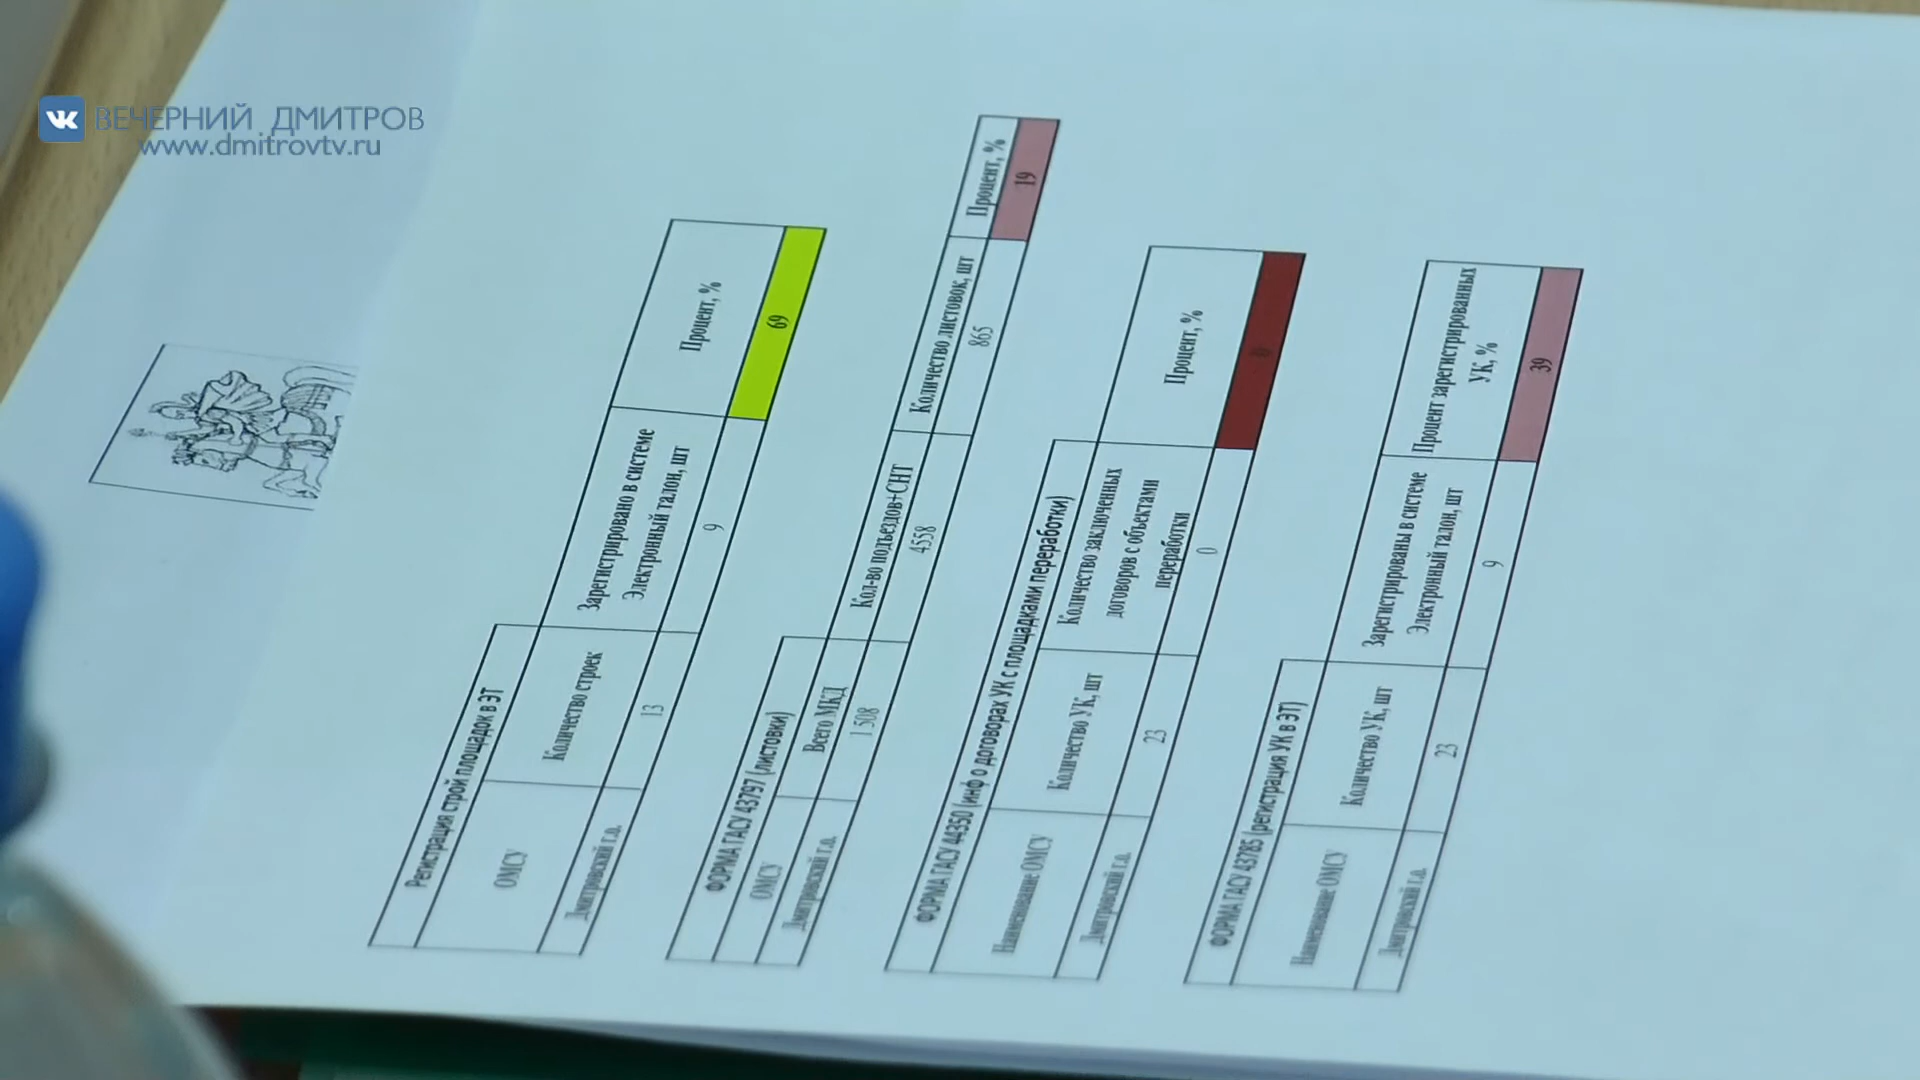 ВЕЧЕРНИЙ ДМИТРОВ
www.dmitrovtv.ru
Регистрация строй площадок в ЭТ
ОМСУ
Количество строек
Зарегистрировано в системе
Электронный талон, шт
Процент, %
Дмитровский г.о.
13
9
69
ФОРМА ГАСУ 43797 (листовки)
ОМСУ
Всего МКД
Кол-во подъездов+СНТ
Количество листовок, шт
Процент, %
Дмитровский г.о.
1 508
4558
865
19
ФОРМА ГАСУ 44350 (инф о договорах УК с площадками переработки)
Наименование ОМСУ
Количество УК, шт
Количество заключенных
договоров с объектами
переработки
Процент, %
Дмитровский г.о.
23
0
0
ФОРМА ГАСУ 43785 (регистрация УК в ЭТ)
Наименование ОМСУ
Количество УК, шт
Зарегистрированы в системе
Электронный талон, шт
Процент зарегистрированных
УК, %
Дмитровский г.о.
23
9
39